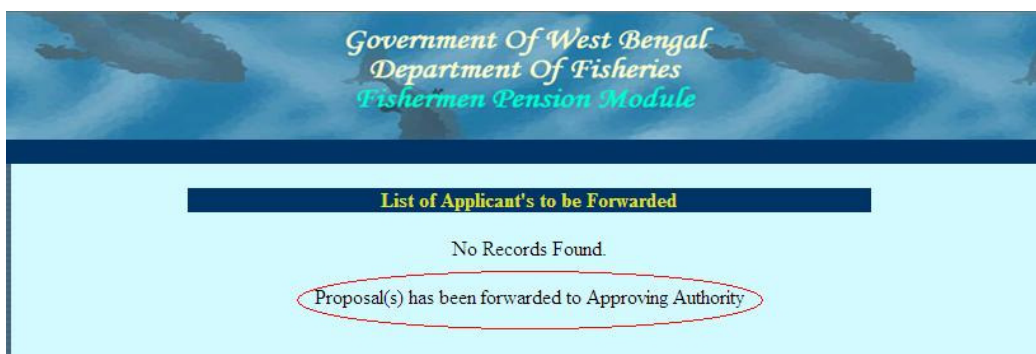 Government Of West Bengal
Department Of Fisheries
Fishermen Pension Module
List of Applicant's to be Forwarded
No Records Found.
Proposal(s) has been forwarded to Approving Authority